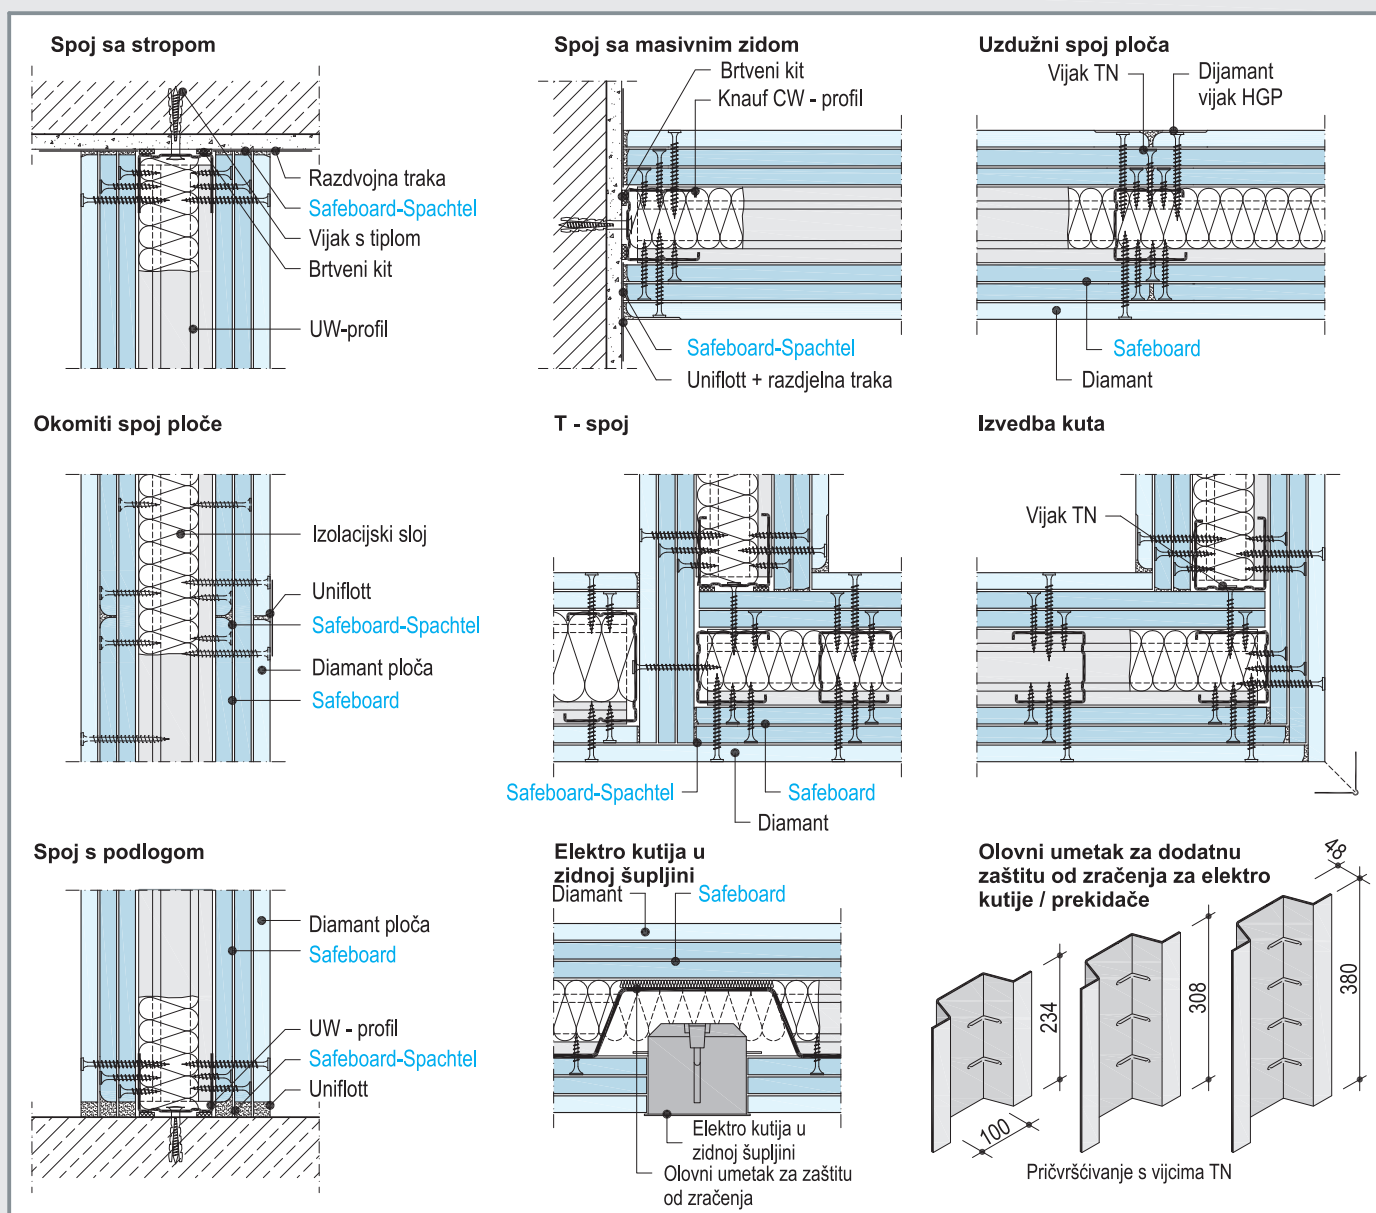 Spoj sa stropom
Razdvojna traka
Safeboard-Spachtel
Vijak s tiplom
Brtveni kit
UW-profil
Spoj sa masivnim zidom
Brtveni kit
Knauf CW - profil
Safeboard-Spachtel
Uniflott + razdjelna traka
Uzdužni spoj ploča
Vijak TN
Dijamant
vijak HGP
Safeboard
Diamant
Okomiti spoj ploče
Izolacijski sloj
Uniflott
Safeboard-Spachtel
Diamant ploča
Safeboard
T - spoj
Safeboard-Spachtel
Safeboard
Diamant
Izvedba kuta
Vijak TN
Spoj s podlogom
Diamant ploča
Safeboard
UW - profil
Safeboard-Spachtel
Uniflott
Elektro kutija u
zidnoj šupljini
Diamant
Safeboard
Elektro kutija u
zidnoj šupljini
Olovni umetak za zaštitu
od zračenja
Olovni umetak za dodatnu
zaštitu od zračenja za elektro
kutije / prekidače
48
234
308
380
100
Pričvršćivanje s vijcima TN